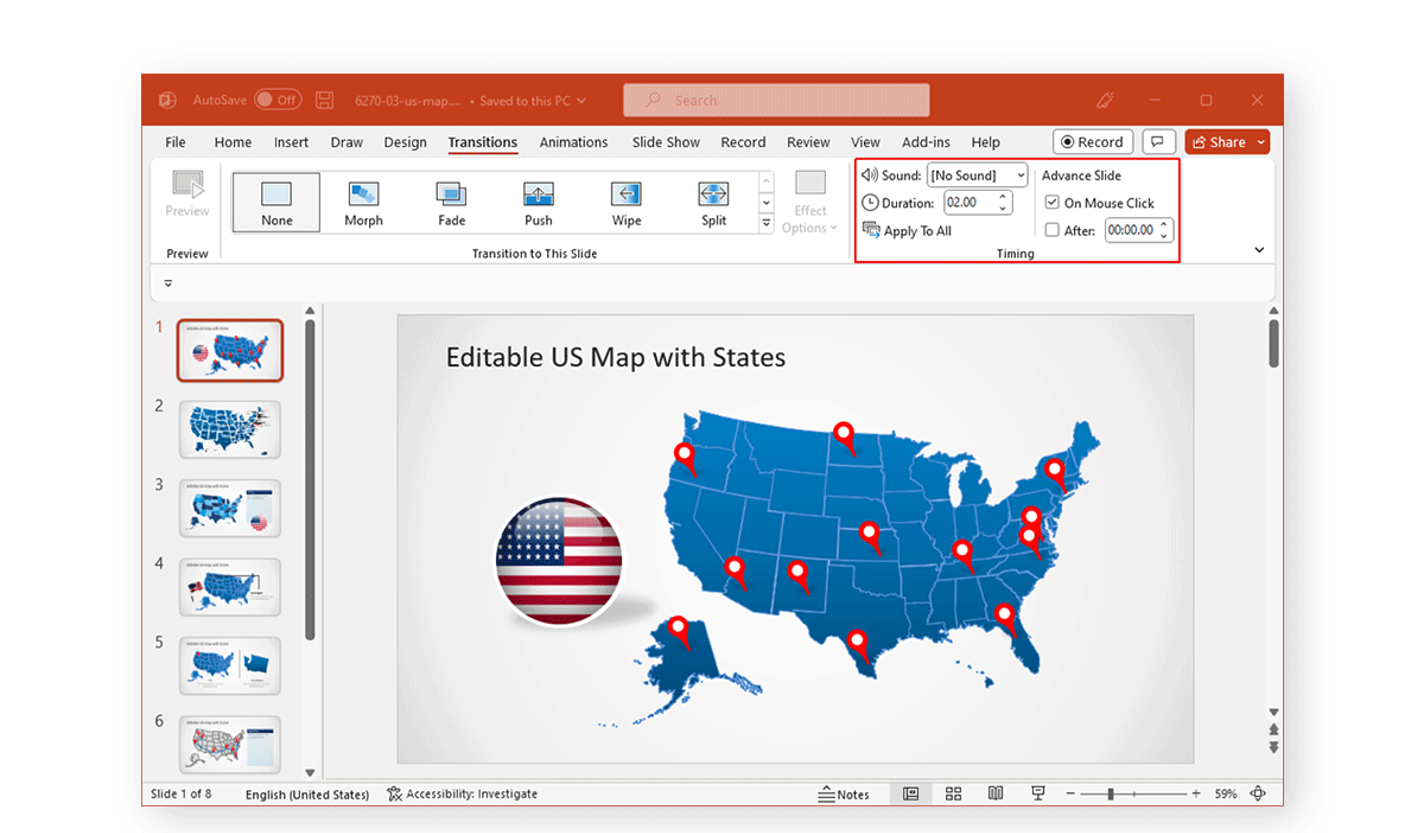 AutoSave Off 6270-03-us-map.... • Saved to this PC Search
File Home Insert Draw Design Transitions Animations Slide Show Record Review View Add-ins Help Record Share
Preview
None Morph Fade Push Wipe Split
Effect
Options
Sound: [No Sound]
Duration: 02.00
Apply To All
Advance Slide
On Mouse Click
After: 00:00.00
Preview Transition to This Slide Timing
1
2
3
4
5
6
Editable US Map with States
Slide 1 of 8 English (United States) Accessibility: Investigate Notes 59%